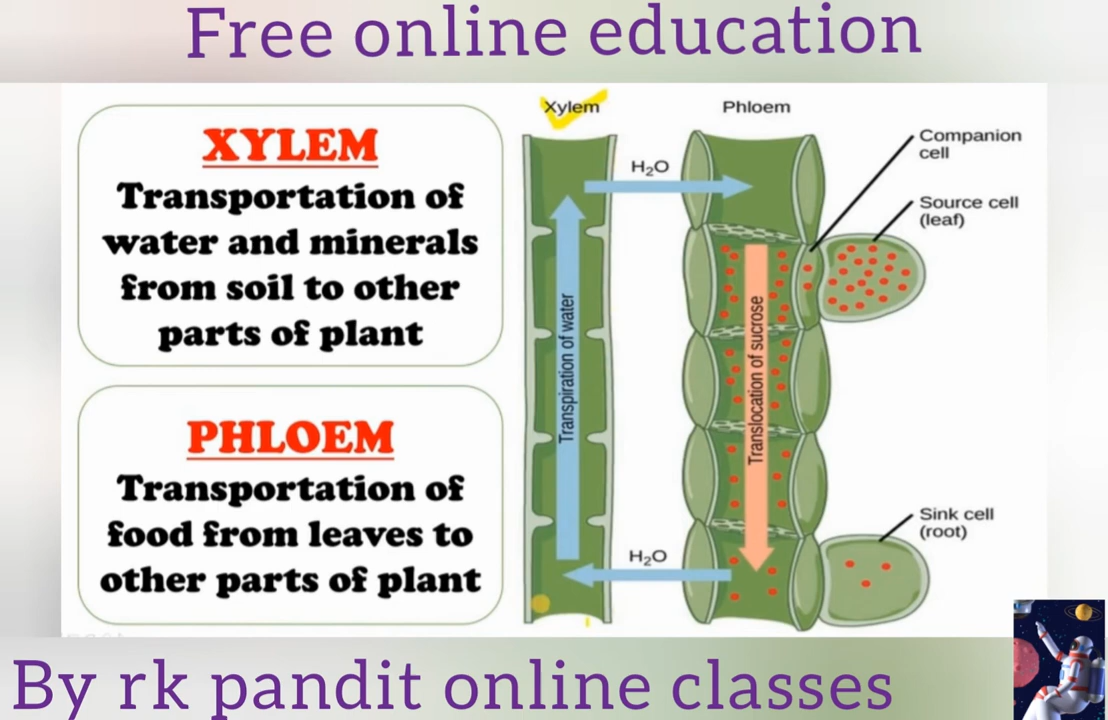 Free online education
XYLEM
Transportation of
water and minerals
from soil to other
parts of plant
PHLOEM
Transportation of
food from leaves to
other parts of plant
Xylem
Phloem
H₂O
Companion
cell
Source cell
(leaf)
Transpiration of water
Translocation of sucrose
Sink cell
(root)
H₂O
By rk pandit online classes